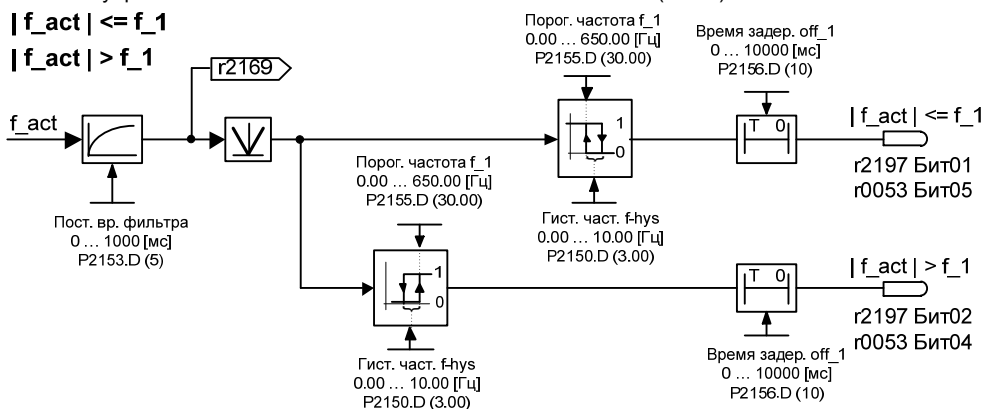 | f_act | <= f_1
| f_act | > f_1
r2169
f_act
Пост. вр. фильтра
0 ... 1000 [мс]
P2153.D (5)
Порог. частота f_1
0.00 ... 650.00 [Гц]
P2155.D (30.00)
1
0
Гист. част. f-hys
0.00 ... 10.00 [Гц]
P2150.D (3.00)
Время задер. off_1
0 ... 10000 [мс]
P2156.D (10)
T 0
| f_act | <= f_1
r2197 Бит01
r0053 Бит05
Порог. частота f_1
0.00 ... 650.00 [Гц]
P2155.D (30.00)
1
0
Гист. част. f-hys
0.00 ... 10.00 [Гц]
P2150.D (3.00)
T 0
Время задер. off_1
0 ... 10000 [мс]
P2156.D (10)
| f_act | > f_1
r2197 Бит02
r0053 Бит04